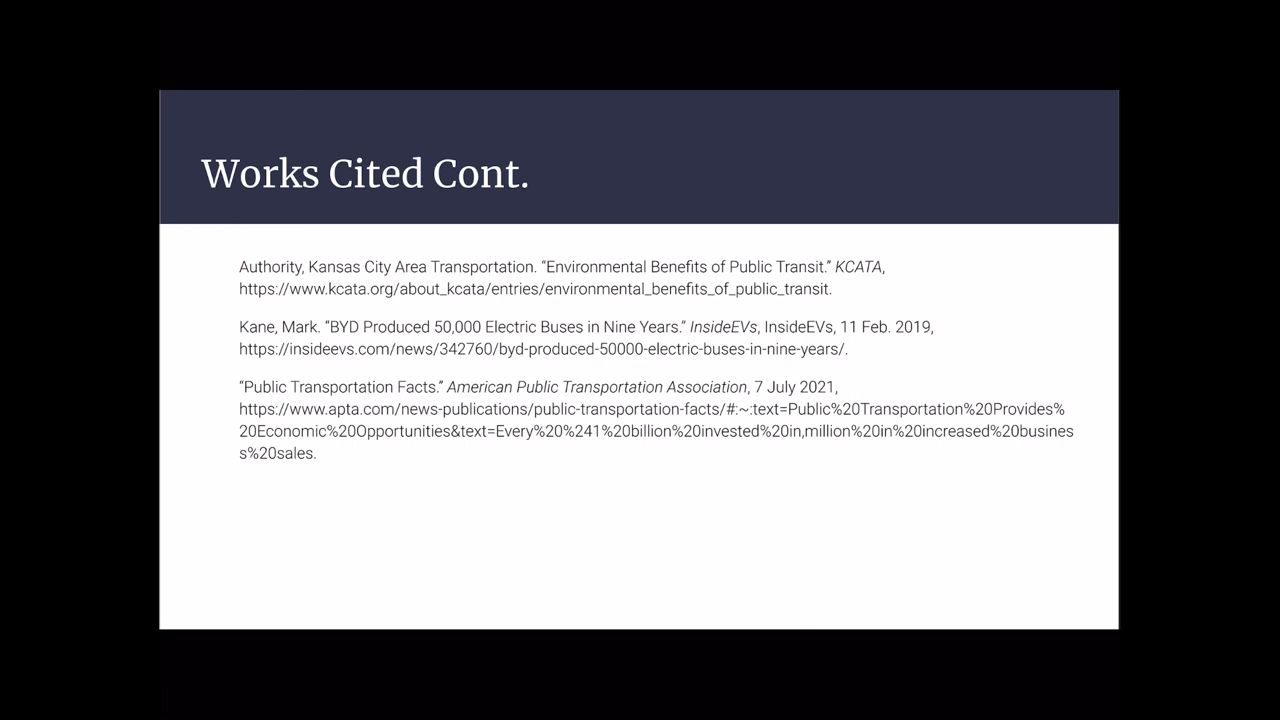 Works Cited Cont.
Authority, Kansas City Area Transportation. “Environmental Benefits of Public Transit.” KCATA,
https://www.kcata.org/about_kcata/entries/environmental_benefits_of_public_transit.
Kane, Mark. “BYD Produced 50,000 Electric Buses in Nine Years.” InsideEVs, InsideEVs, 11 Feb. 2019,
https://insideevs.com/news/342760/byd-produced-50000-electric-buses-in-nine-years/.
“Public Transportation Facts.” American Public Transportation Association, 7 July 2021,
https://www.apta.com/news-publications/public-transportation-facts/#:~:text=Public%20Transportation%20Provides%
20Economic%20Opportunities&text=Every%20%241%20billion%20invested%20in,million%20in%20increased%20busines
s%20sales.